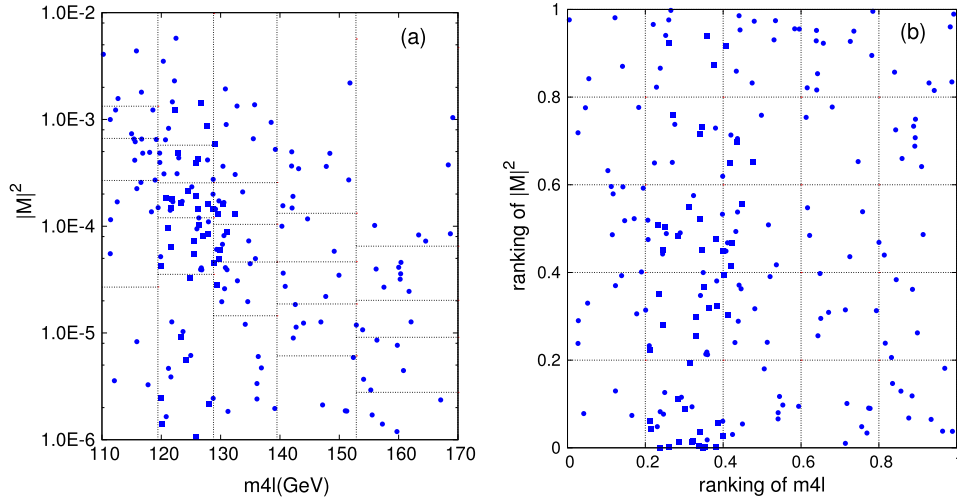 (a)
|M|²
1.0E-2
1.0E-3
1.0E-4
1.0E-5
1.0E-6
110 120 130 140 150 160 170
m4l(GeV)
(b)
ranking of |M|²
1
0.8
0.6
0.4
0.2
0
0 0.2 0.4 0.6 0.8 1
ranking of m4l